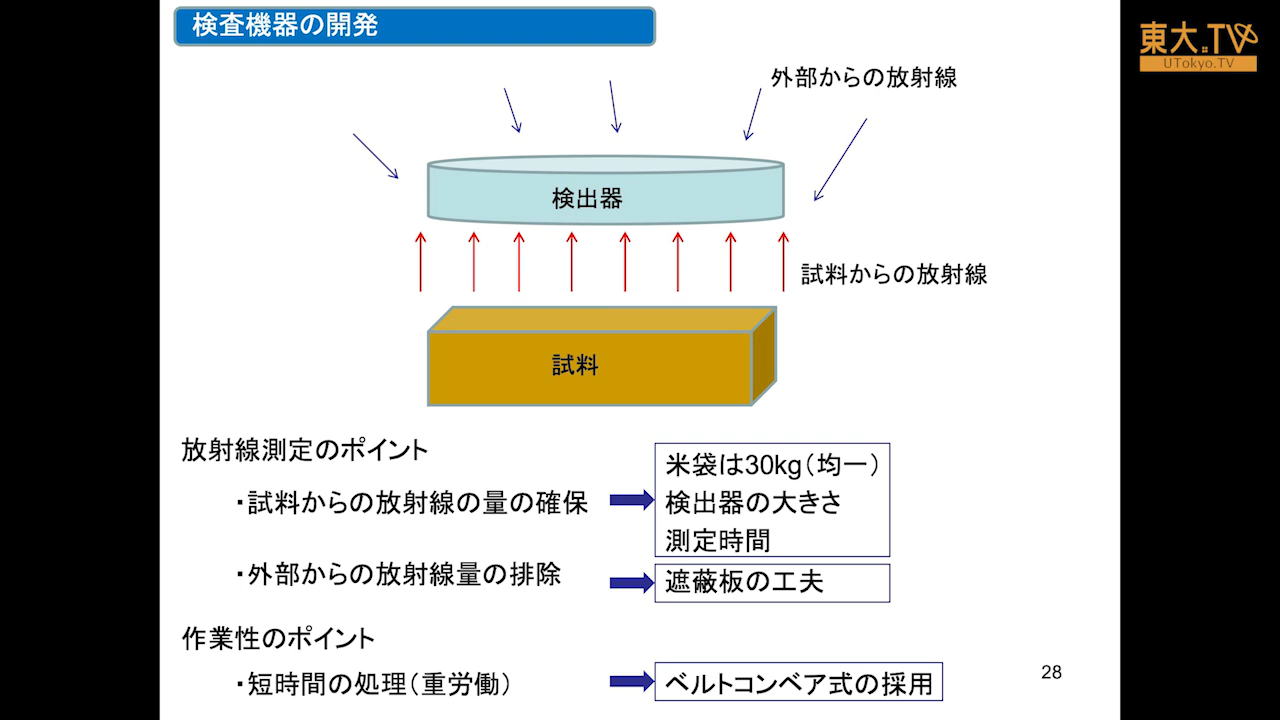 検査機器の開発
東大.TV
UTokyo.TV
外部からの放射線
検出器
試料からの放射線
試料
放射線測定のポイント
・試料からの放射線の量の確保
米袋は30kg（均一）
検出器の大きさ
測定時間
・外部からの放射線量の排除
遮蔽板の工夫
作業性のポイント
・短時間の処理（重労働）
ベルトコンベア式の採用
28